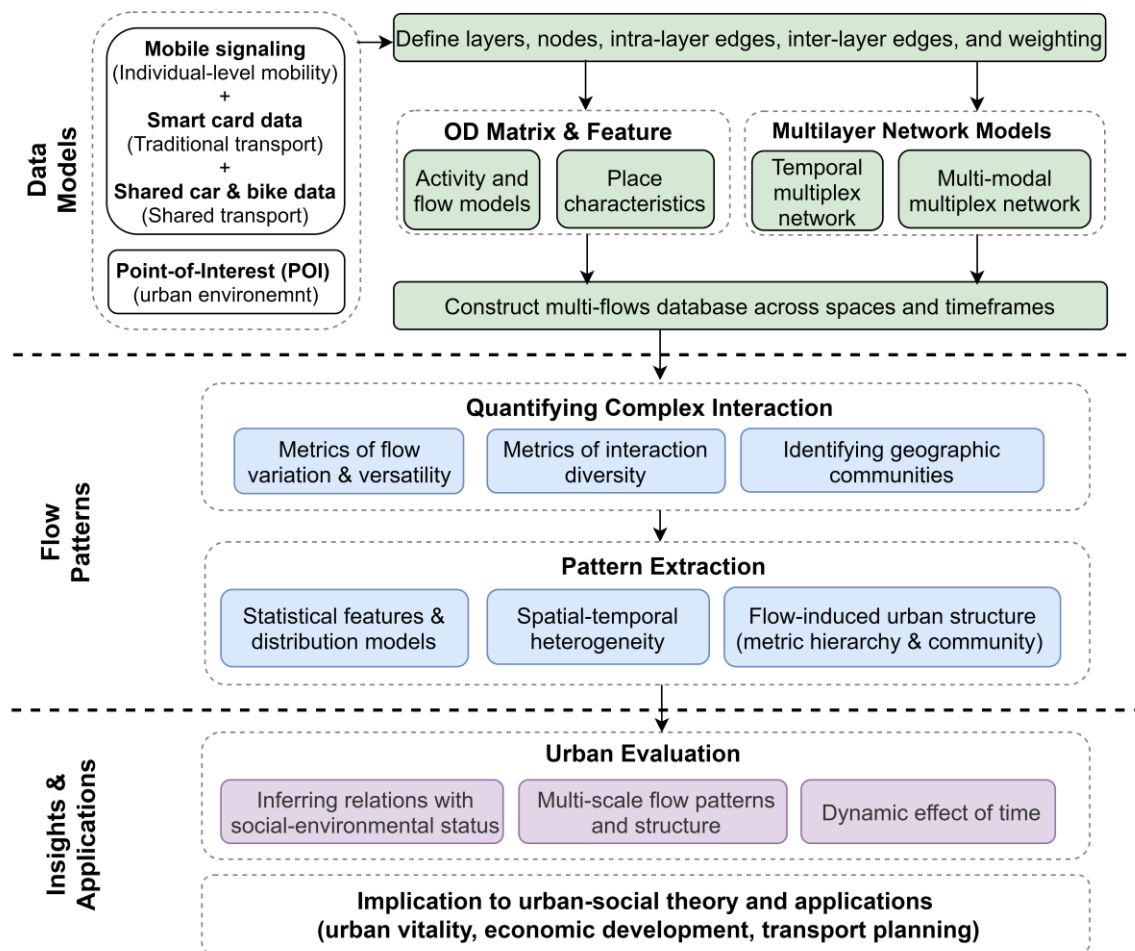 Data
Models
Mobile signaling
(Individual-level mobility)
+
Smart card data
(Traditional transport)
+
Shared car & bike data
(Shared transport)
Point-of-Interest (POI)
(urban environemnt)
Define layers, nodes, intra-layer edges, inter-layer edges, and weighting
OD Matrix & Feature
Activity and
flow models
Place
characteristics
Multilayer Network Models
Temporal
multiplex
network
Multi-modal
multiplex network
Construct multi-flows database across spaces and timeframes
Flow
Patterns
Quantifying Complex Interaction
Metrics of flow
variation & versatility
Metrics of interaction
diversity
Identifying geographic
communities
Pattern Extraction
Statistical features &
distribution models
Spatial-temporal
heterogeneity
Flow-induced urban structure
(metric hierarchy & community)
Insights &
Applications
Urban Evaluation
Inferring relations with
social-environmental status
Multi-scale flow patterns
and structure
Dynamic effect of time
Implication to urban-social theory and applications
(urban vitality, economic development, transport planning)